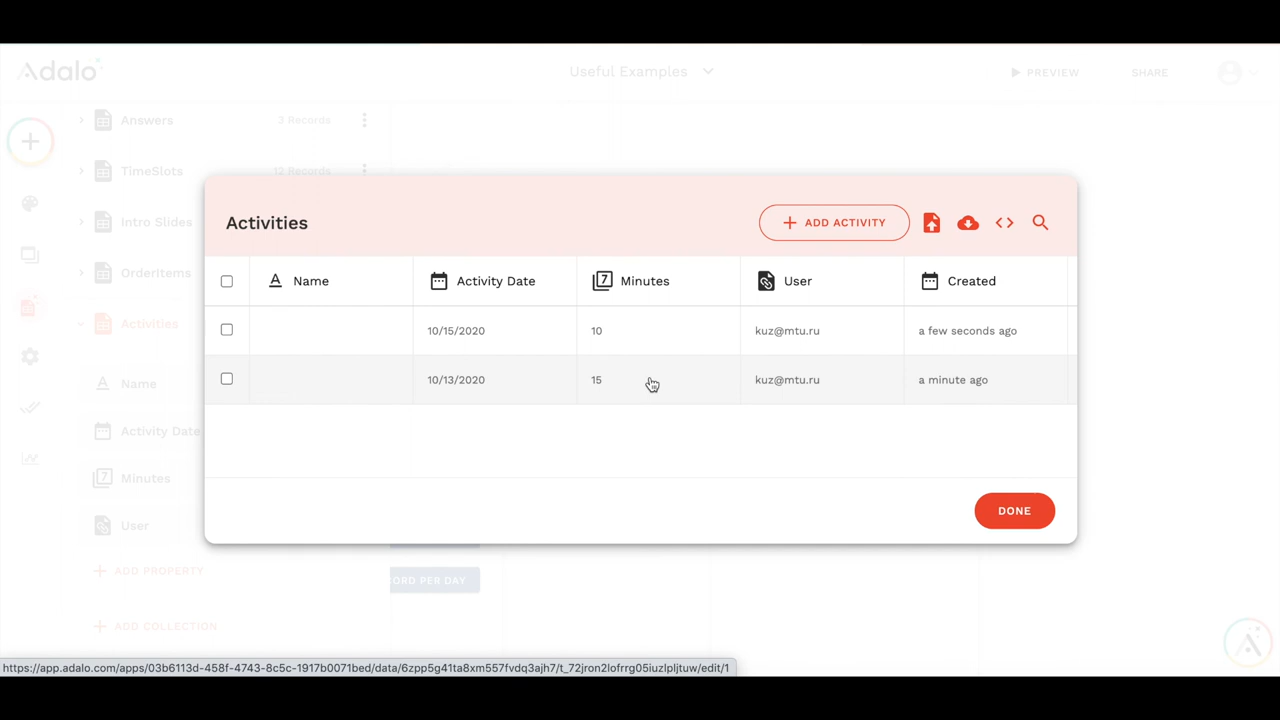 Adalo
Useful Examples
PREVIEW
SHARE
Answers
3 Records
TimeSlots
12 Records
Intro Slides
OrderItems
Activities
Name
Activity Date
Minutes
User
+ ADD PROPERTY
+ ADD COLLECTION
Activities
+ ADD ACTIVITY
Name Activity Date Minutes User Created
10/15/2020 10 kuz@mtu.ru a few seconds ago
10/13/2020 15 kuz@mtu.ru a minute ago
DONE
ORD PER DAY
https://app.adalo.com/apps/03b6113d-458f-4743-8c5c-1917b0071bed/data/6zpp5g41ta8xm557fvdq3ajh7/t_72jron2lofrrg05iuzlpljtuw/edit/1